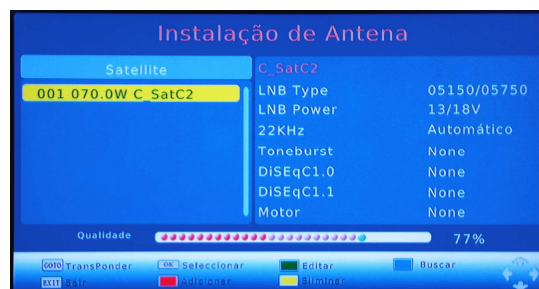 Instalação de Antena
Satellite
001 070.0W C_SatC2
C_SatC2
LNB Type 05150/05750
LNB Power 13/18V
22KHz Automático
Toneburst None
DiSEqC1.0 None
DiSEqC1.1 None
Motor None
Qualidade 77%
GOTO TransPonder OK Seleccionar Editar Buscar
EXIT Sair Adicionar Eliminar